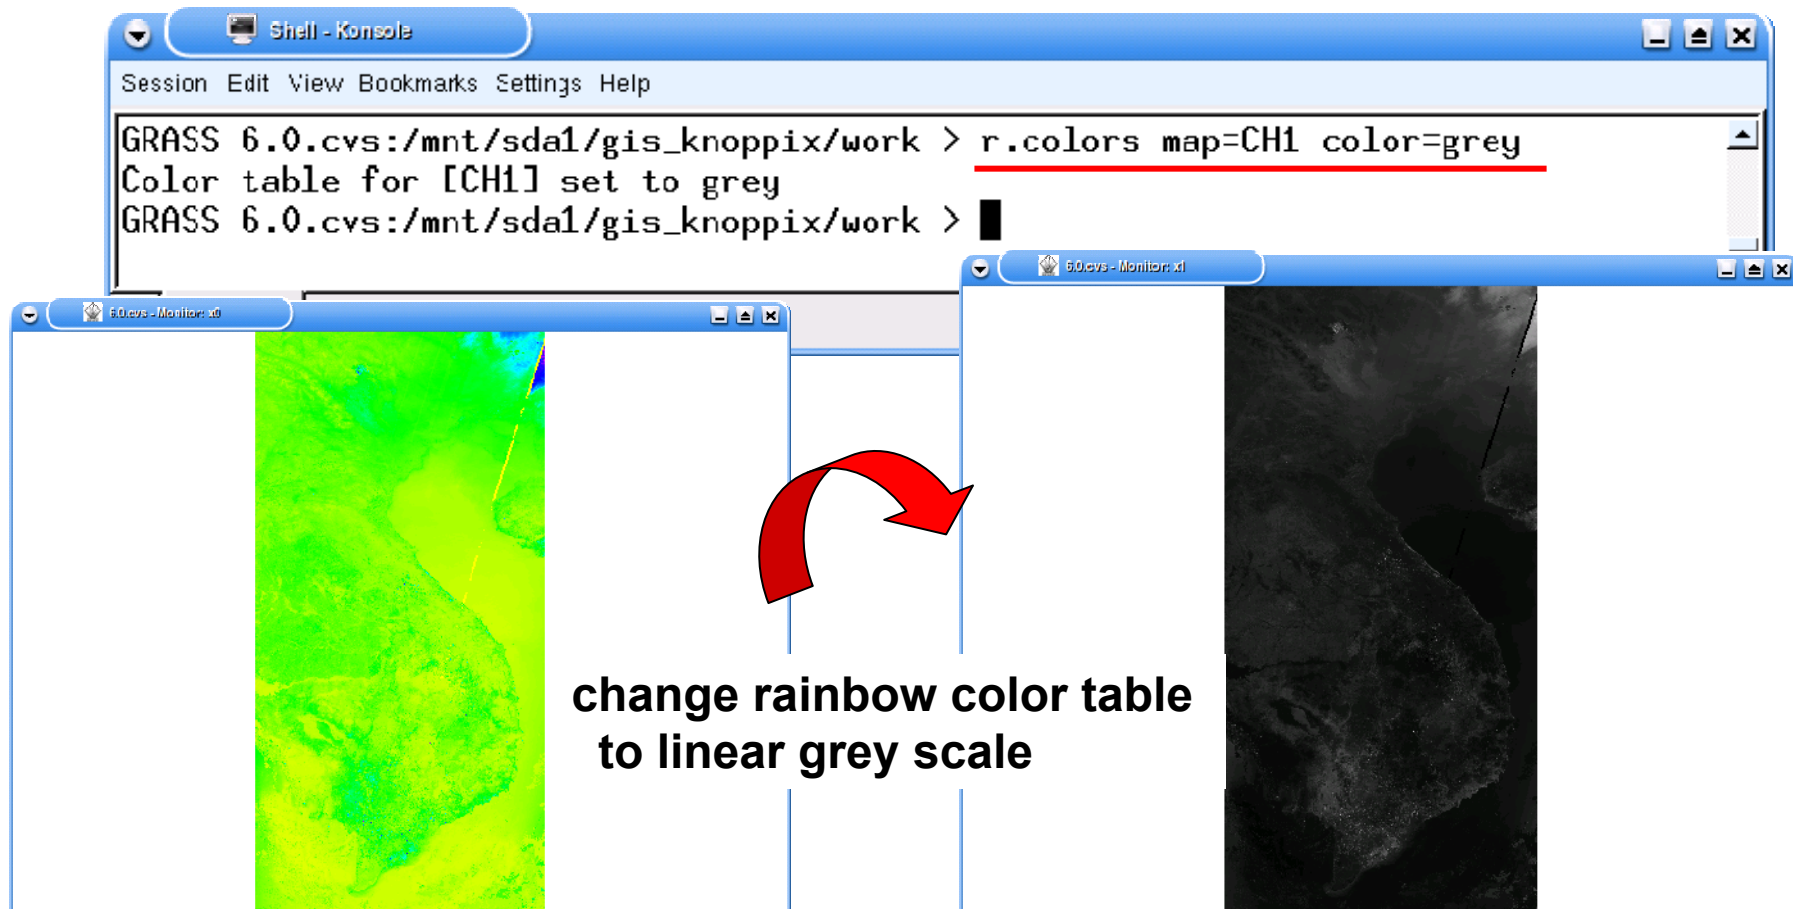 Shell - Konsole
Session Edit View Bookmarks Settings Help
GRASS 6.0.cvs:/mnt/sda1/gis_knoppix/work > r.colors map=CH1 color=grey
Color table for [CH1] set to grey
GRASS 6.0.cvs:/mnt/sda1/gis_knoppix/work >
6.0.cvs - Monitor: x1
6.0.cvs - Monitor: x0
change rainbow color table
to linear grey scale